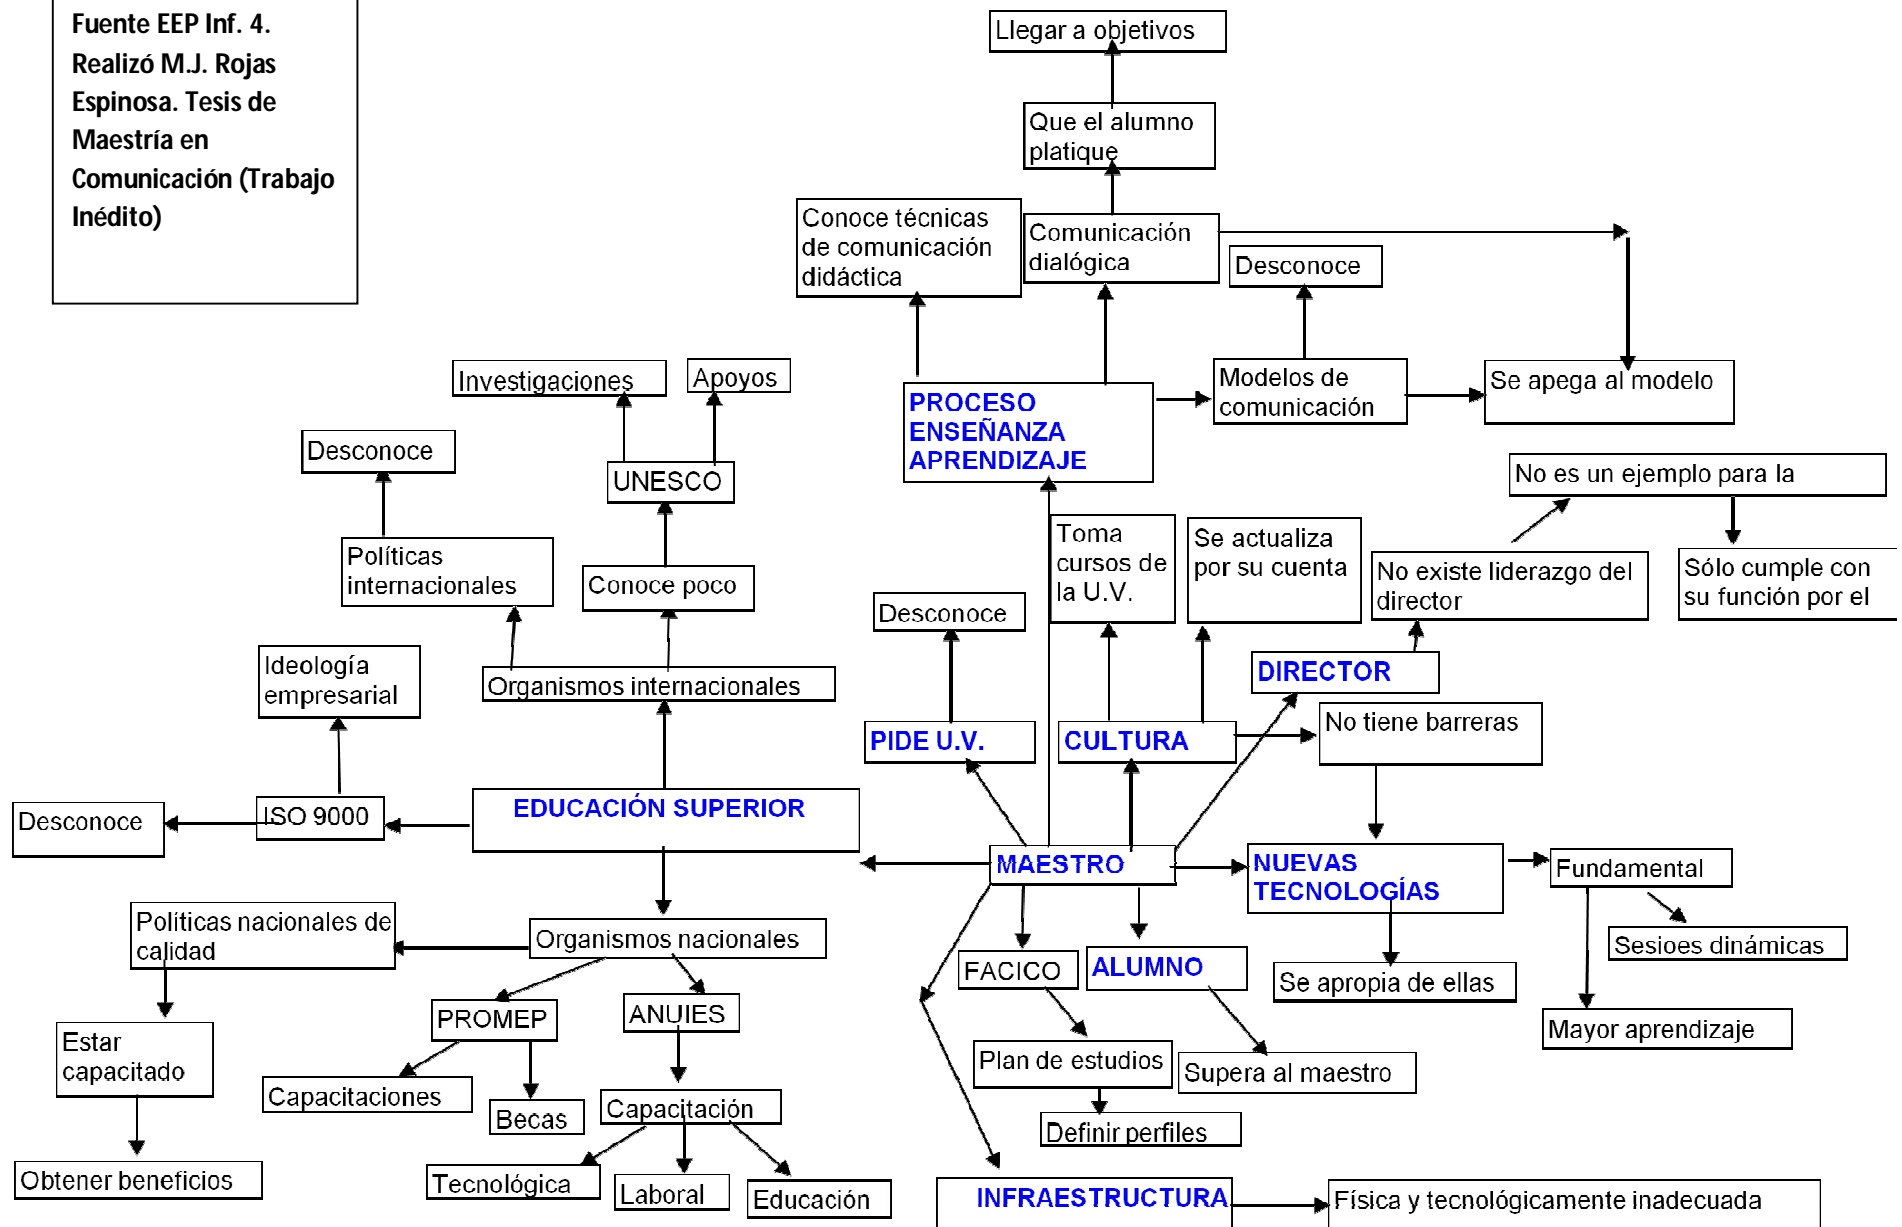 Fuente EEP Inf. 4.
Realizó M.J. Rojas
Espinosa. Tesis de
Maestría en
Comunicación (Trabajo
Inédito)
Llegar a objetivos
Que el alumno
platique
Conoce técnicas
de comunicación
didáctica
Comunicación
dialógica
Desconoce
Investigaciones
Apoyos
PROCESO
ENSEÑANZA
APRENDIZAJE
Modelos de
comunicación
Se apega al modelo
Desconoce
UNESCO
No es un ejemplo para la
Políticas
internacionales
Conoce poco
Toma
cursos de
la U.V.
Se actualiza
por su cuenta
No existe liderazgo del
director
Sólo cumple con
su función por el
Desconoce
Ideología
empresarial
Organismos internacionales
DIRECTOR
PIDE U.V.
CULTURA
No tiene barreras
Desconoce
ISO 9000
EDUCACIÓN SUPERIOR
MAESTRO
NUEVAS
TECNOLOGÍAS
Fundamental
Políticas nacionales de
calidad
Organismos nacionales
FACICO
ALUMNO
Se apropia de ellas
Sesioes dinámicas
PROMEP
ANUIES
Estar
capacitado
Plan de estudios
Supera al maestro
Mayor aprendizaje
Capacitaciones
Becas
Capacitación
Definir perfiles
Obtener beneficios
Tecnológica
Laboral
Educación
INFRAESTRUCTURA
Física y tecnológicamente inadecuada